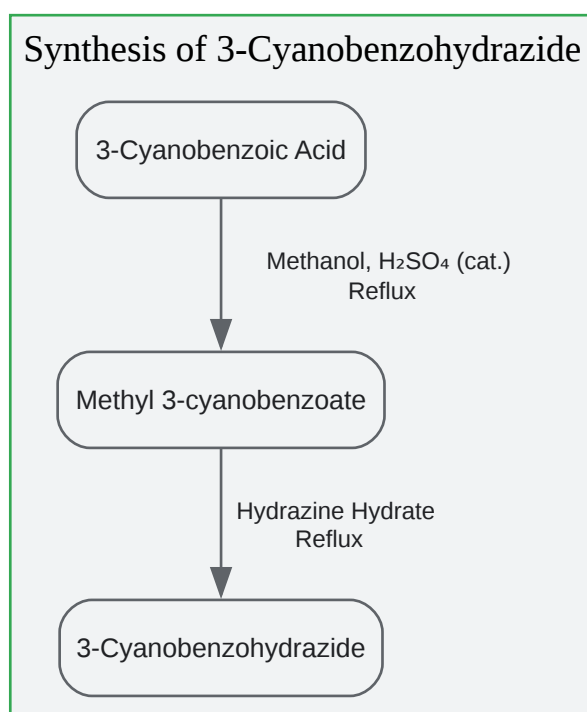 Synthesis of 3-Cyanobenzohydrazide
3-Cyanobenzoic Acid
Methanol, H₂SO₄ (cat.)
Reflux
Methyl 3-cyanobenzoate
Hydrazine Hydrate
Reflux
3-Cyanobenzohydrazide